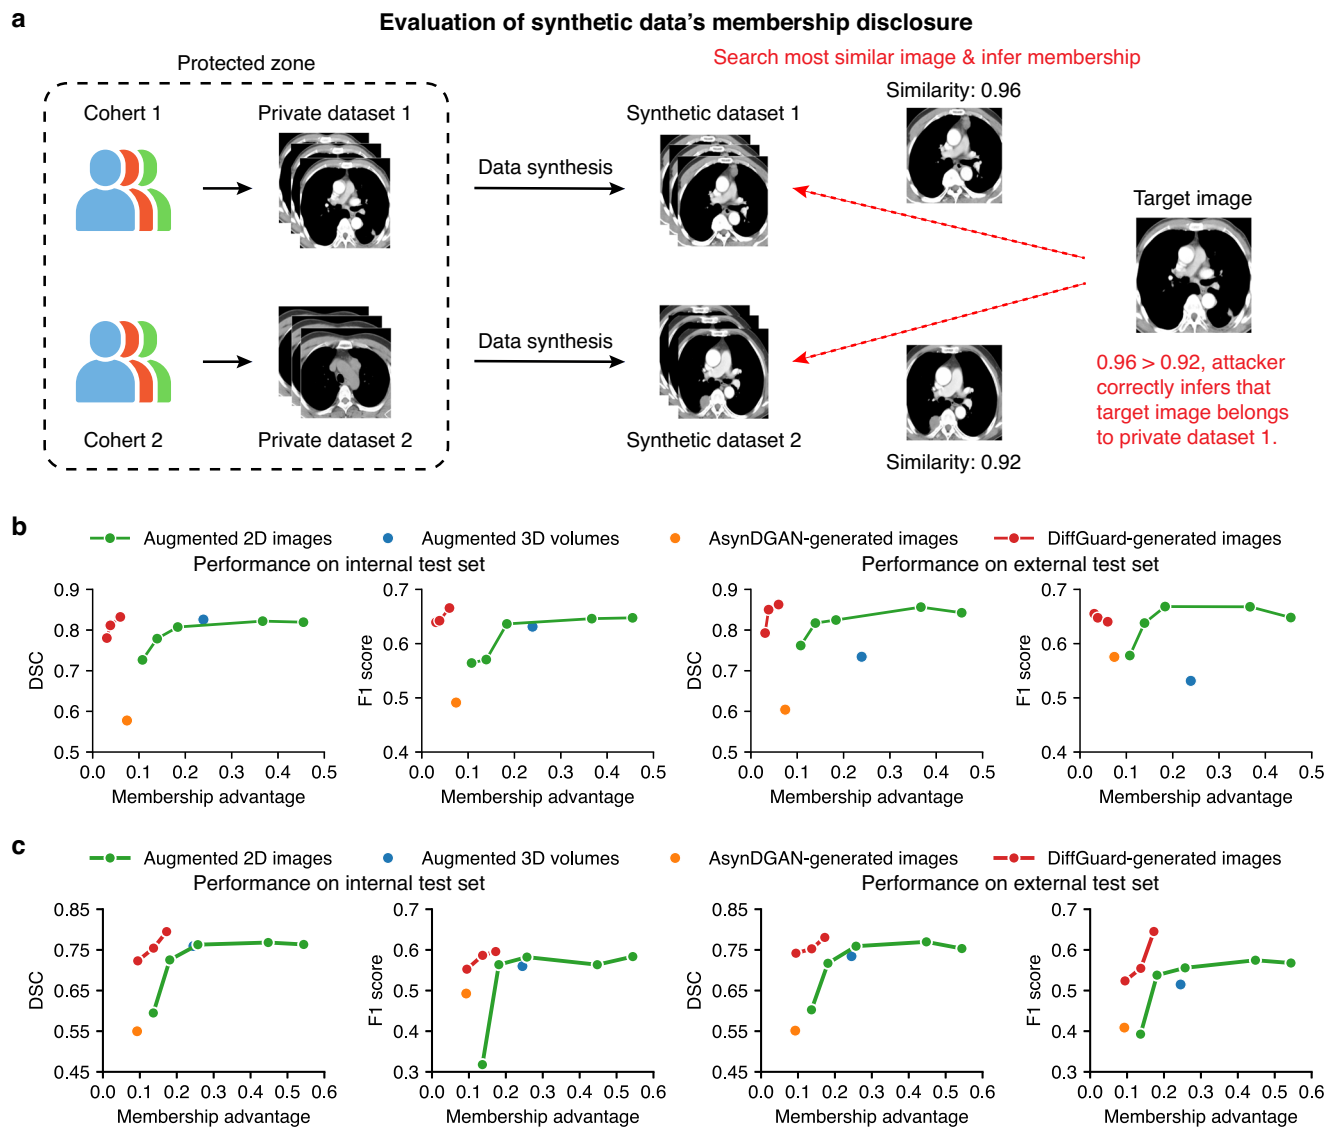 a
Evaluation of synthetic data's membership disclosure
Search most similar image & infer membership
Protected zone
Similarity: 0.96
Cohert 1
Private dataset 1
Synthetic dataset 1
Data synthesis
Target image
Data synthesis
0.96 > 0.92, attacker
correctly infers that
target image belongs
to private dataset 1.
Cohert 2
Private dataset 2
Synthetic dataset 2
Similarity: 0.92
b
Augmented 2D images
Augmented 3D volumes
AsynDGAN-generated images
DiffGuard-generated images
Performance on internal test set
Performance on external test set
DSC
0.9
0.8
0.7
0.6
0.5
0.0 0.1 0.2 0.3 0.4 0.5
Membership advantage
F1 score
0.7
0.6
0.5
0.4
0.0 0.1 0.2 0.3 0.4 0.5
Membership advantage
DSC
0.9
0.8
0.7
0.6
0.5
0.0 0.1 0.2 0.3 0.4 0.5
Membership advantage
F1 score
0.7
0.6
0.5
0.4
0.0 0.1 0.2 0.3 0.4 0.5
Membership advantage
c
Augmented 2D images
Augmented 3D volumes
AsynDGAN-generated images
DiffGuard-generated images
Performance on internal test set
Performance on external test set
DSC
0.85
0.75
0.65
0.55
0.45
0.0 0.1 0.2 0.3 0.4 0.5 0.6
Membership advantage
F1 score
0.7
0.6
0.5
0.4
0.3
0.0 0.1 0.2 0.3 0.4 0.5 0.6
Membership advantage
DSC
0.85
0.75
0.65
0.55
0.45
0.0 0.1 0.2 0.3 0.4 0.5 0.6
Membership advantage
F1 score
0.7
0.6
0.5
0.4
0.3
0.0 0.1 0.2 0.3 0.4 0.5 0.6
Membership advantage